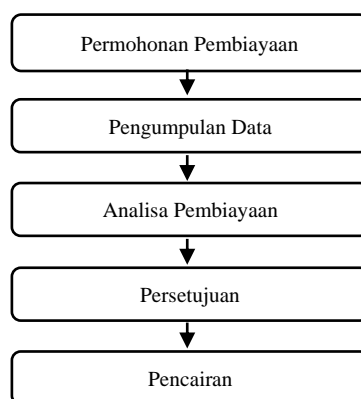 Permohonan Pembiayaan
Pengumpulan Data
Analisa Pembiayaan
Persetujuan
Pencairan